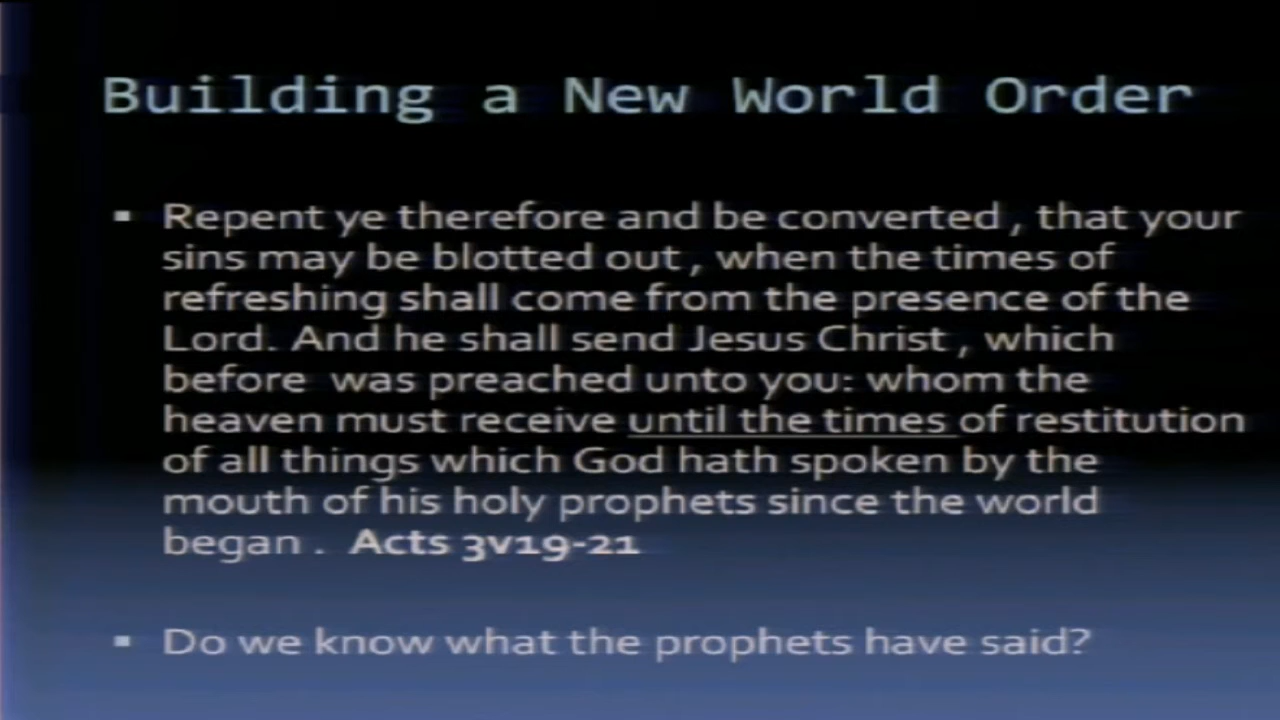 Building a New World Order
▪ Repent ye therefore and be converted , that your
sins may be blotted out , when the times of
refreshing shall come from the presence of the
Lord. And he shall send Jesus Christ , which
before was preached unto you: whom the
heaven must receive until the times of restitution
of all things which God hath spoken by the
mouth of his holy prophets since the world
began . Acts 3v19-21
▪ Do we know what the prophets have said?